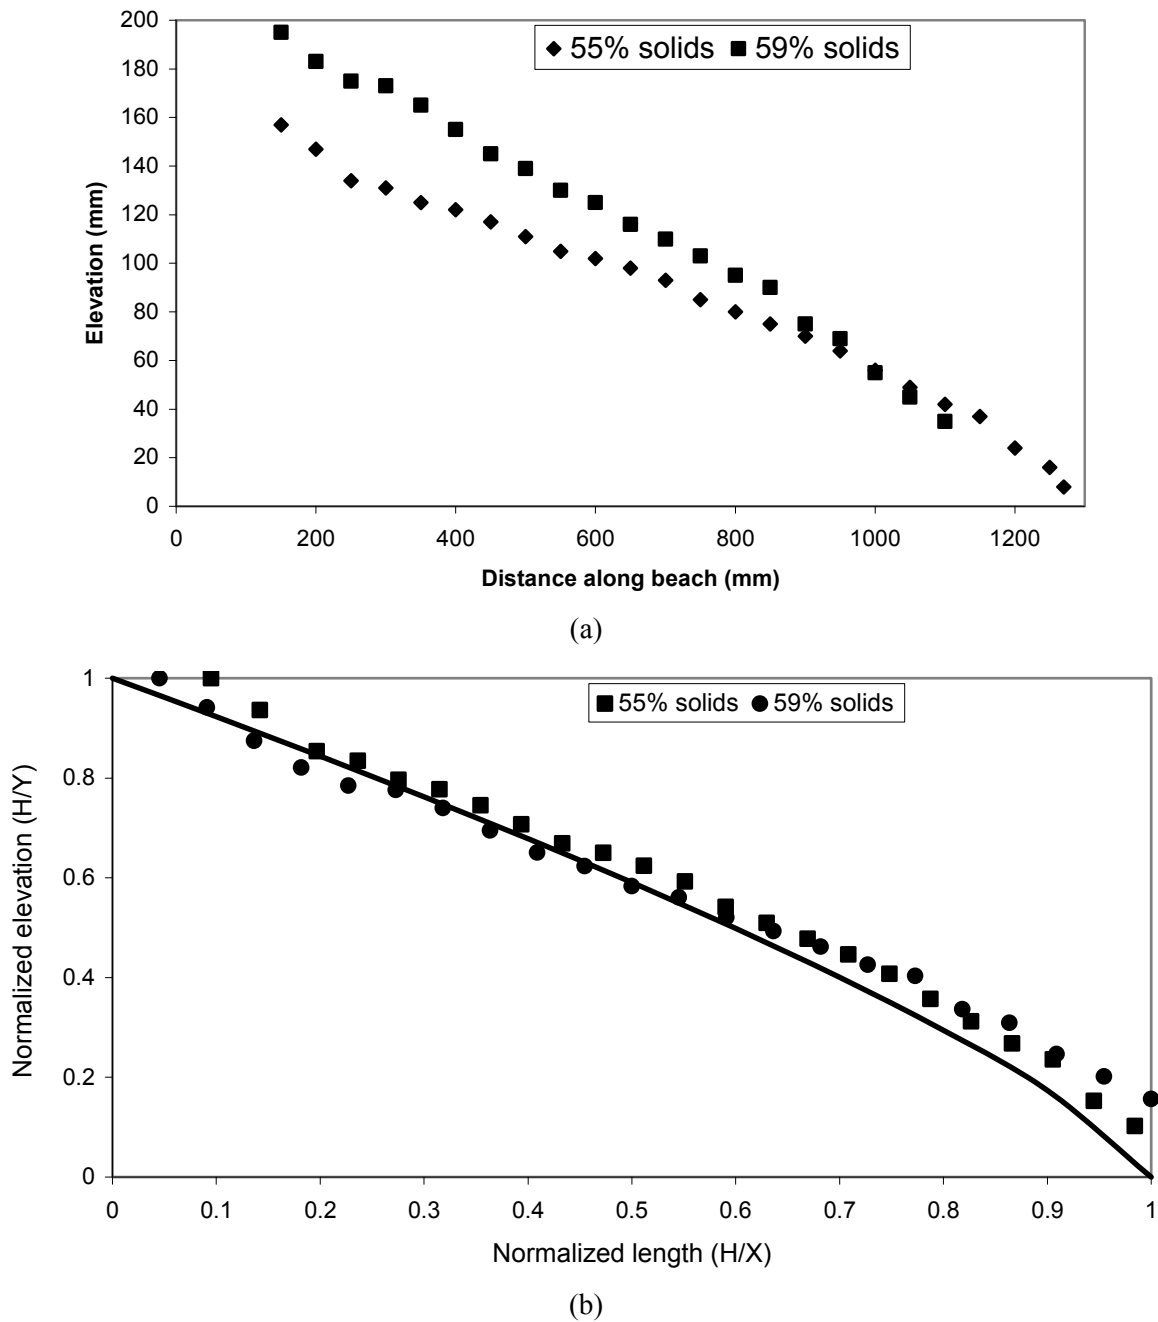 200
180
160
140
120
100
80
60
40
20
0
Elevation (mm)
55% solids 59% solids
0 200 400 600 800 1000 1200
Distance along beach (mm)
(a)
1
0.8
0.6
0.4
0.2
0
Normalized elevation (H/Y)
55% solids 59% solids
0 0.1 0.2 0.3 0.4 0.5 0.6 0.7 0.8 0.9 1
Normalized length (H/X)
(b)